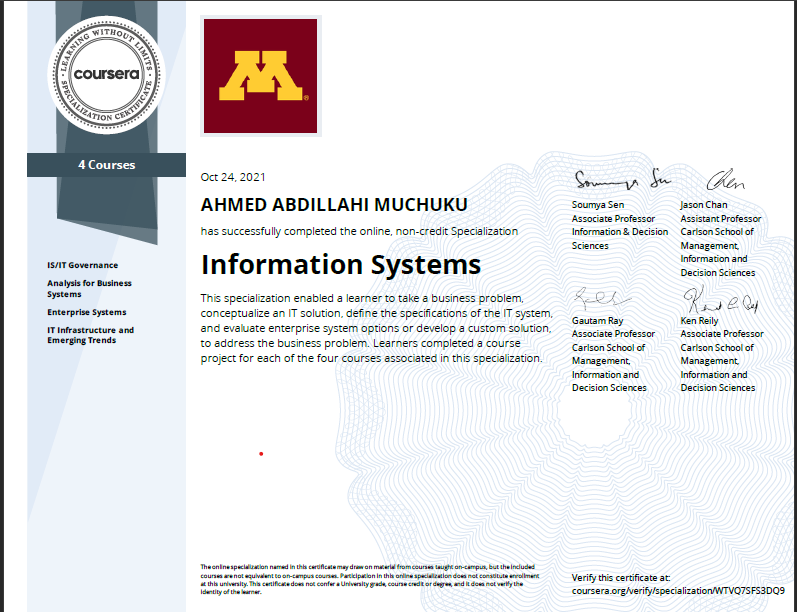 LEARNING WITHOUT LIMITS
coursera
SPECIALIZATION CERTIFICATE
4 Courses
IS/IT Governance
Analysis for Business
Systems
Enterprise Systems
IT Infrastructure and
Emerging Trends
M
Oct 24, 2021
AHMED ABDILLAHI MUCHUKU
has successfully completed the online, non-credit Specialization
Information Systems
This specialization enabled a learner to take a business problem,
conceptualize an IT solution, define the specifications of the IT system,
and evaluate enterprise system options or develop a custom solution,
to address the business problem. Learners completed a course
project for each of the four courses associated in this specialization.
Soumya Sen
Associate Professor
Information & Decision
Sciences
Chen
Jason Chan
Assistant Professor
Carlson School of
Management,
Information and
Decision Sciences
Gautam Ray
Associate Professor
Carlson School of
Management,
Information and
Decision Sciences
Ken Reily
Associate Professor
Carlson School of
Management,
Information and
Decision Sciences
The online specialization named in this certificate may draw on material from courses taught on-campus, but the included
courses are not equivalent to on-campus courses. Participation in this online specialization does not constitute enrollment
at this university. This certificate does not confer a University grade, course credit or degree, and it does not verify the
identity of the learner.
Verify this certificate at:
coursera.org/verify/specialization/WTVQ7SFS3DQ9